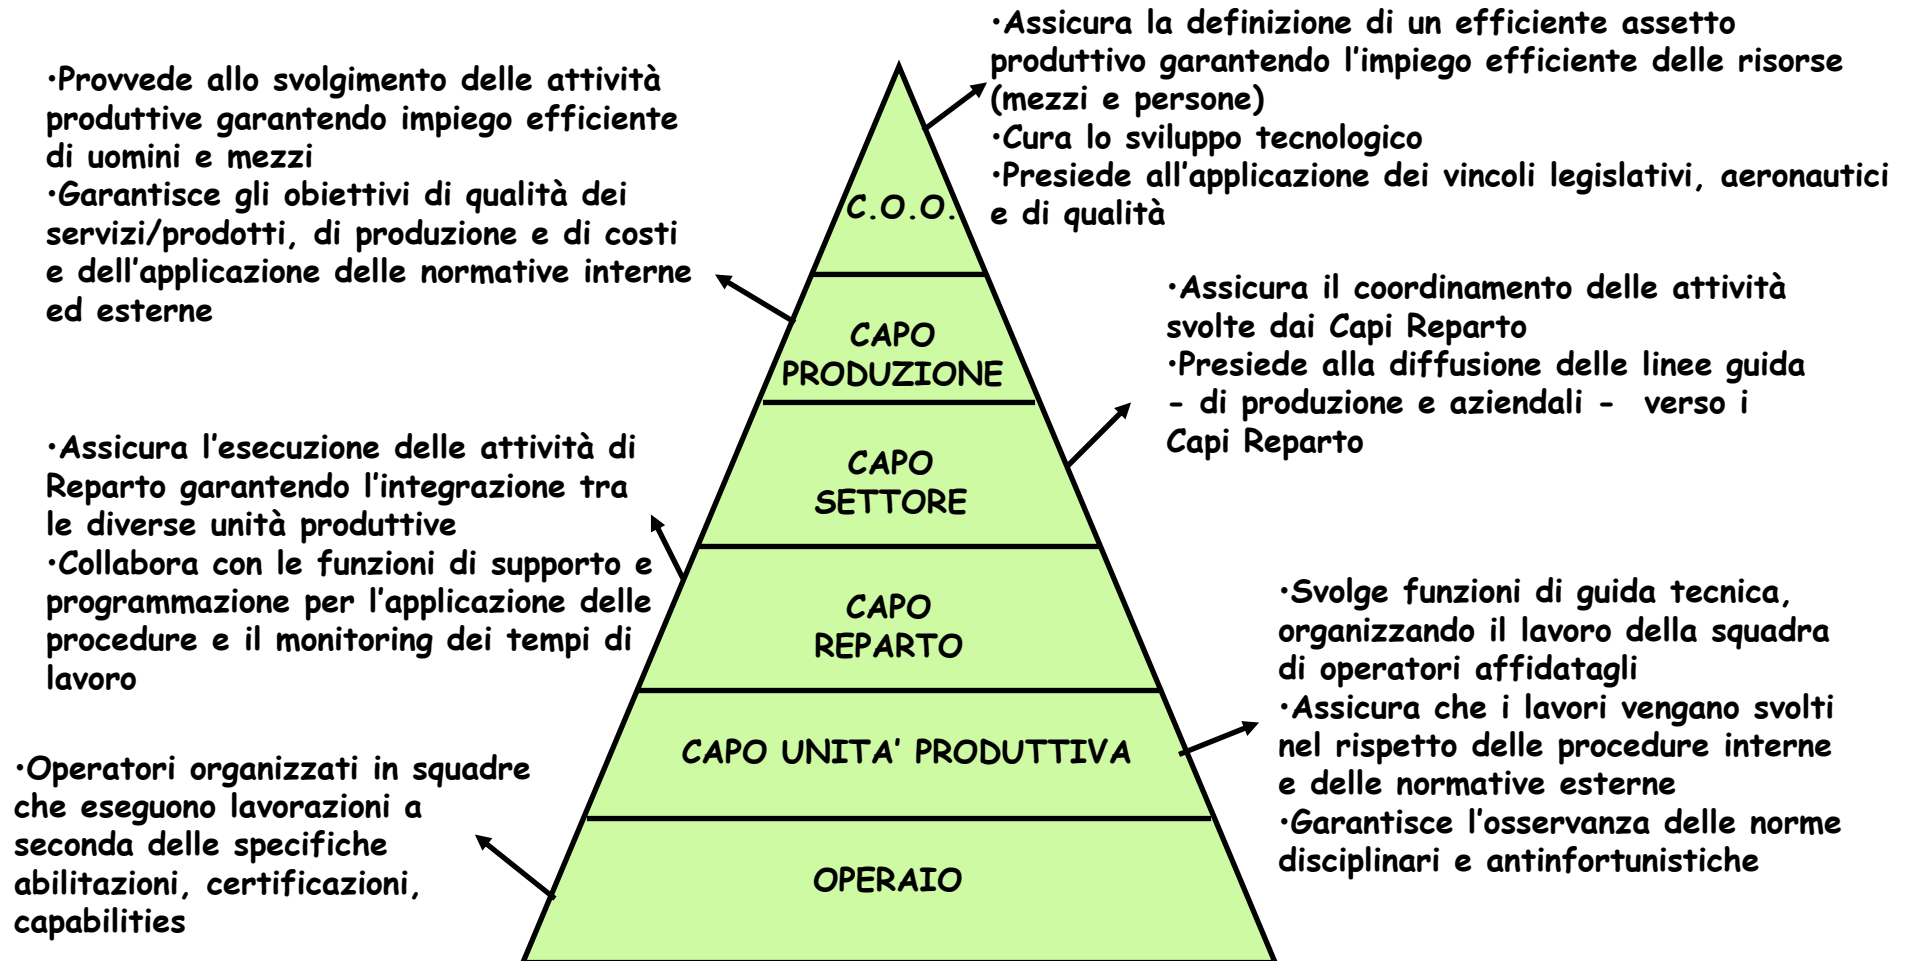 •Assicura la definizione di un efficiente assetto
produttivo garantendo l’impiego efficiente delle risorse
(mezzi e persone)
•Cura lo sviluppo tecnologico
•Presiede all’applicazione dei vincoli legislativi, aeronautici
e di qualità
•Provvede allo svolgimento delle attività
produttive garantendo impiego efficiente
di uomini e mezzi
•Garantisce gli obiettivi di qualità dei
servizi/prodotti, di produzione e di costi
e dell’applicazione delle normative interne
ed esterne
C.O.O.
•Assicura il coordinamento delle attività
svolte dai Capi Reparto
•Presiede alla diffusione delle linee guida
- di produzione e aziendali - verso i
Capi Reparto
CAPO
PRODUZIONE
•Assicura l’esecuzione delle attività di
Reparto garantendo l’integrazione tra
le diverse unità produttive
•Collabora con le funzioni di supporto e
programmazione per l’applicazione delle
procedure e il monitoring dei tempi di
lavoro
CAPO
SETTORE
CAPO
REPARTO
•Svolge funzioni di guida tecnica,
organizzando il lavoro della squadra
di operatori affidatagli
•Assicura che i lavori vengano svolti
nel rispetto delle procedure interne
e delle normative esterne
•Garantisce l’osservanza delle norme
disciplinari e antinfortunistiche
CAPO UNITA’ PRODUTTIVA
•Operatori organizzati in squadre
che eseguono lavorazioni a
seconda delle specifiche
abilitazioni, certificazioni,
capabilities
OPERAIO